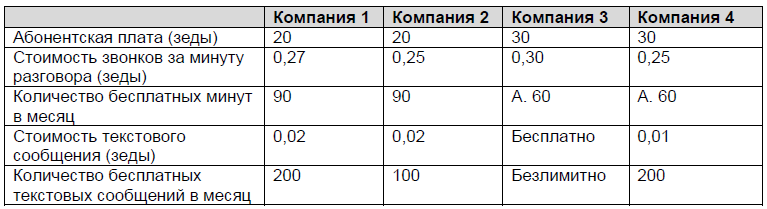 Компания 1 Компания 2 Компания 3 Компания 4
Абонентская плата (зеды) 20 20 30 30
Стоимость звонков за минуту разговора (зеды) 0,27 0,25 0,30 0,25
Количество бесплатных минут в месяц 90 90 А. 60 А. 60
Стоимость текстового сообщения (зеды) 0,02 0,02 Бесплатно 0,01
Количество бесплатных текстовых сообщений в месяц 200 100 Безлимитно 200